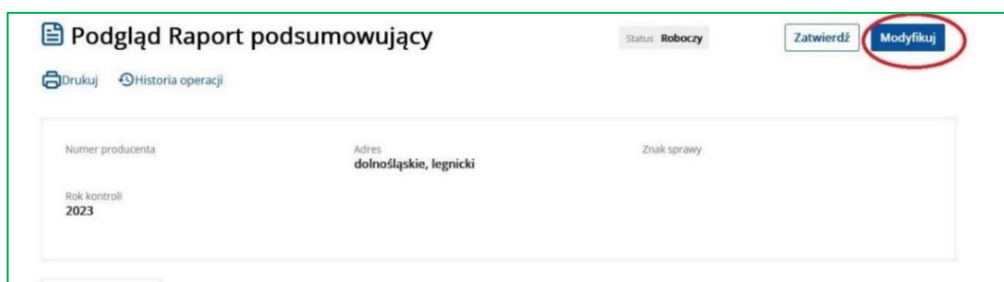 Podgląd Raport podsumowujący
Status Roboczy
Zatwierdź
Modyfikuj
Drukuj
Historia operacji
Numer producenta
Adres
Znak sprawy
dolnośląskie, legnicki
Rok kontroli
2023